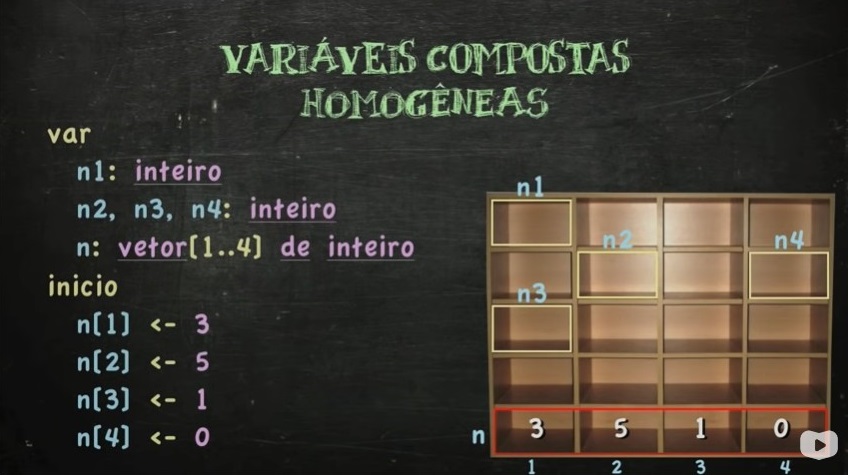 VARIÁVEIS COMPOSTAS
HOMOGÊNEAS
var
n1: inteiro
n2, n3, n4: inteiro
n: vetor[1..4] de inteiro
inicio
n[1] <- 3
n[2] <- 5
n[3] <- 1
n[4] <- 0
n1
n2 n4
n3
n 3 5 1 0
1 2 3 4